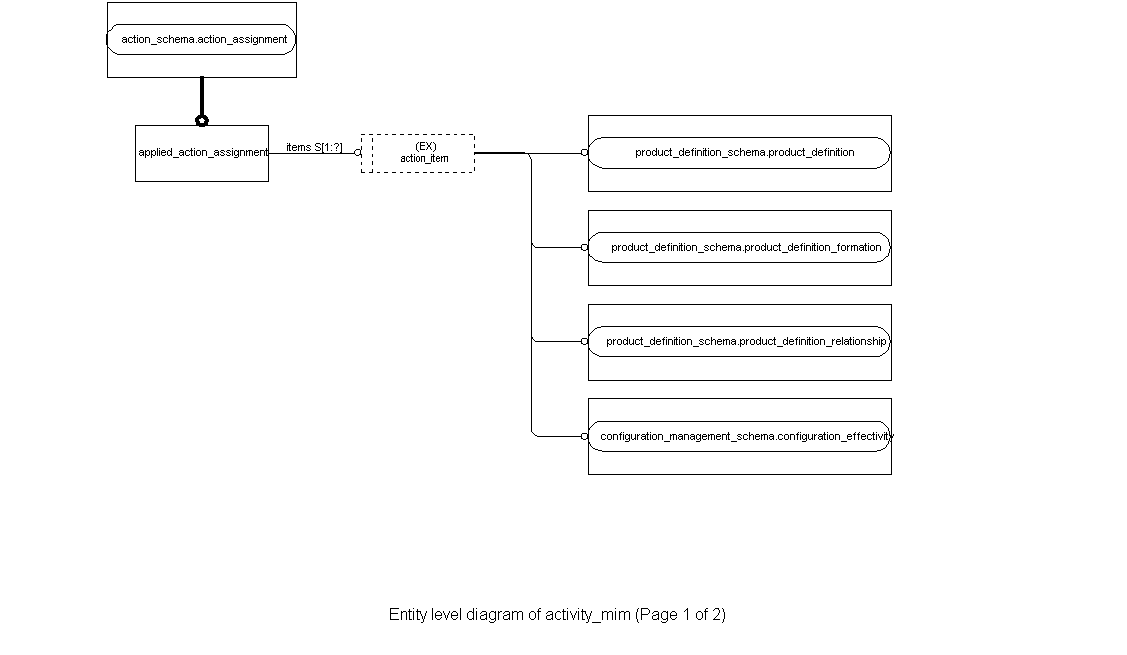 action_schema.action_assignment
applied_action_assignment
items S[1:?]
(EX)
action_item
product_definition_schema.product_definition
product_definition_schema.product_definition_formation
product_definition_schema.product_definition_relationship
configuration_management_schema.configuration_effectivity
Entity level diagram of activity_mim (Page 1 of 2)